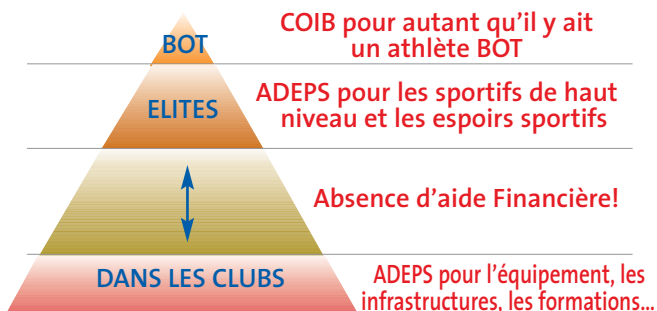 BOT
COIB pour autant qu'il y ait
un athlète BOT
ELITES
ADEPS pour les sportifs de haut
niveau et les espoirs sportifs
Absence d'aide Financière!
DANS LES CLUBS
ADEPS pour l'équipement, les
infrastructures, les formations...